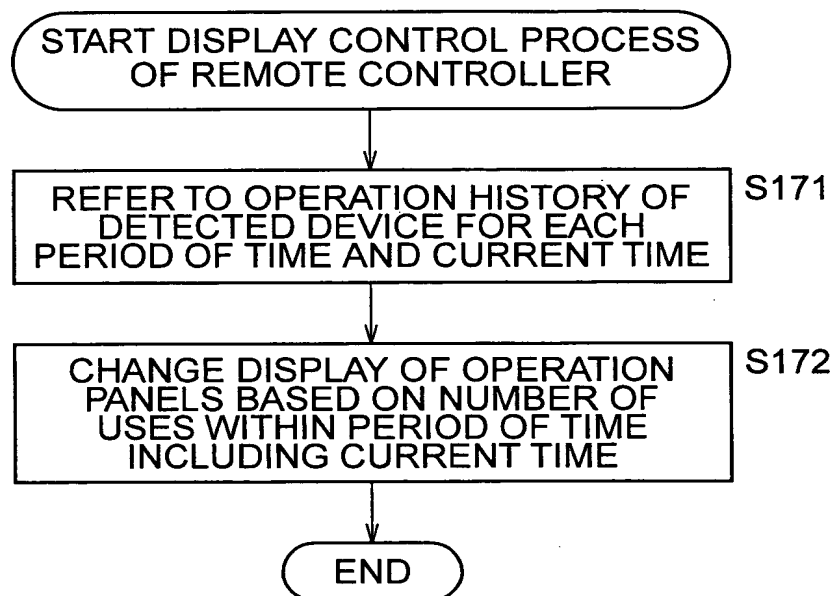 START DISPLAY CONTROL PROCESS
OF REMOTE CONTROLLER
REFER TO OPERATION HISTORY OF
DETECTED DEVICE FOR EACH
PERIOD OF TIME AND CURRENT TIME
S171
CHANGE DISPLAY OF OPERATION
PANELS BASED ON NUMBER OF
USES WITHIN PERIOD OF TIME
INCLUDING CURRENT TIME
S172
END